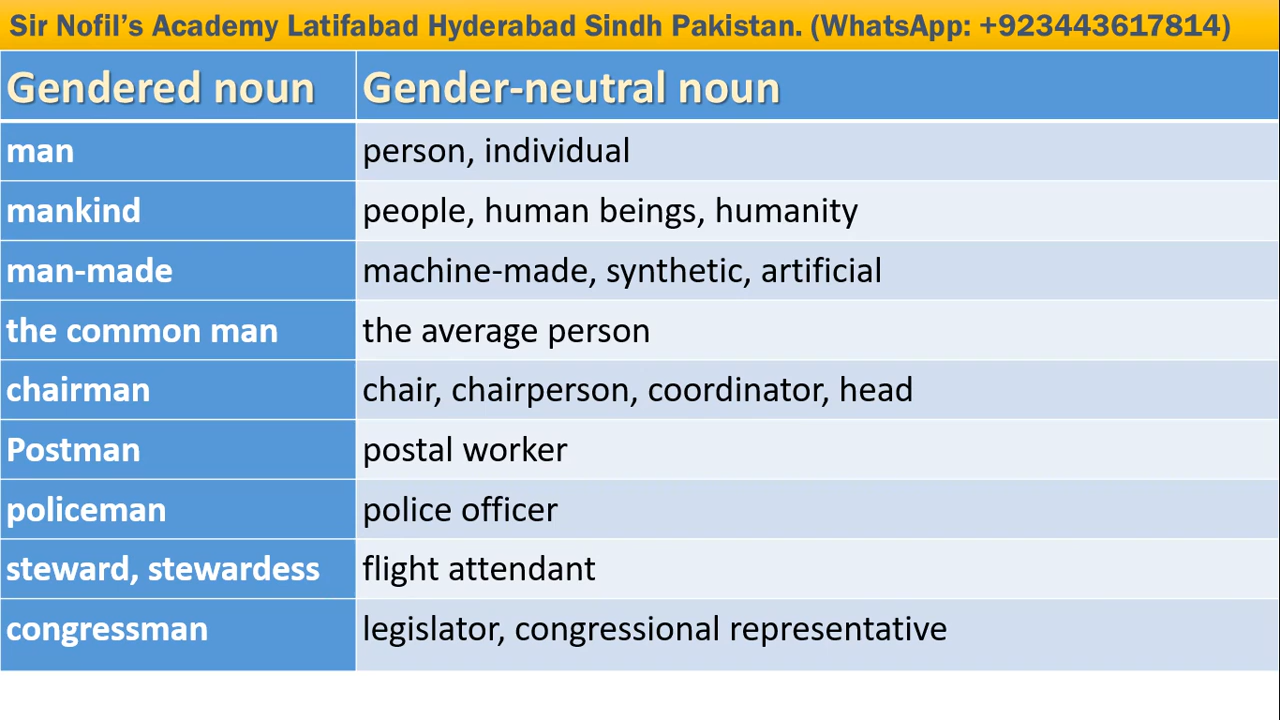 Sir Nofil’s Academy Latifabad Hyderabad Sindh Pakistan. (WhatsApp: +923443617814)
Gendered noun Gender-neutral noun
man person, individual
mankind people, human beings, humanity
man-made machine-made, synthetic, artificial
the common man the average person
chairman chair, chairperson, coordinator, head
Postman postal worker
policeman police officer
steward, stewardess flight attendant
congressman legislator, congressional representative